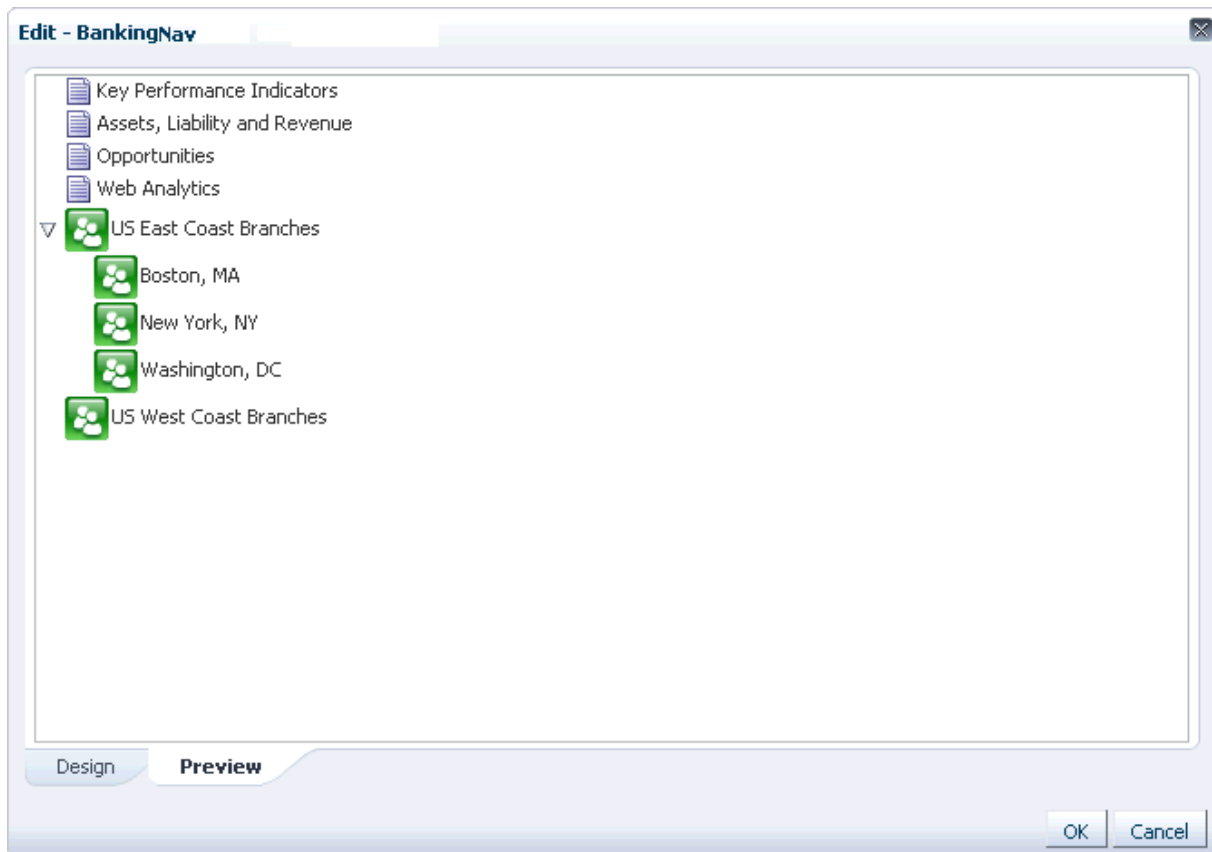 Edit - BankingNav
Key Performance Indicators
Assets, Liability and Revenue
Opportunities
Web Analytics
US East Coast Branches
Boston, MA
New York, NY
Washington, DC
US West Coast Branches
Design Preview
OK Cancel